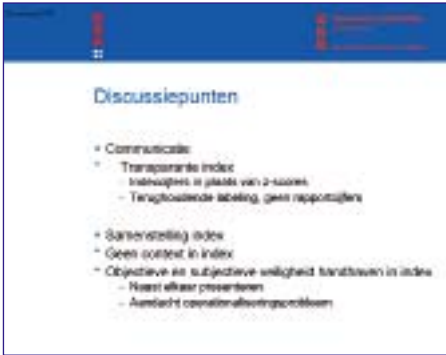 Discussiepunten
• Communicatie
• Transparante index
- Indexcijfers in plaats van z-scores
- Terughoudende labeling, geen rapportcijfers
• Samenstelling index
• Geen context in index
• Objectieve en subjectieve veiligheid handhaven in index
- Naast elkaar presenteren
- Aandacht operationaliseringsprobleem